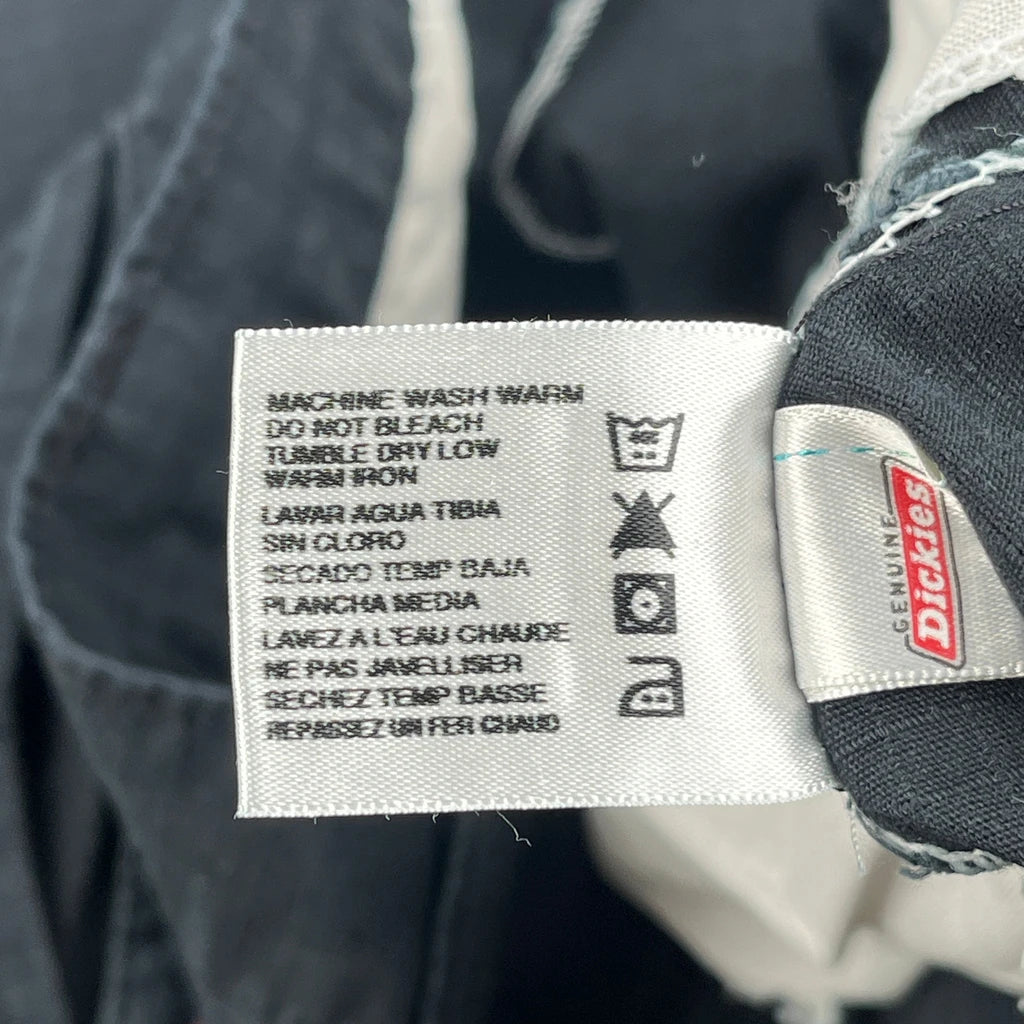 MACHINE WASH WARM
DO NOT BLEACH
TUMBLE DRY LOW
WARM IRON
LAVAR AGUA TIBIA
SIN CLORO
SECADO TEMP BAJA
PLANCHA MEDIA
LAVEZ A L'EAU CHAUDE
NE PAS JAVELLISER
SECHEZ TEMP BASSE
REPASSEZ UN FER CHAUD
GENUINE
Dickies